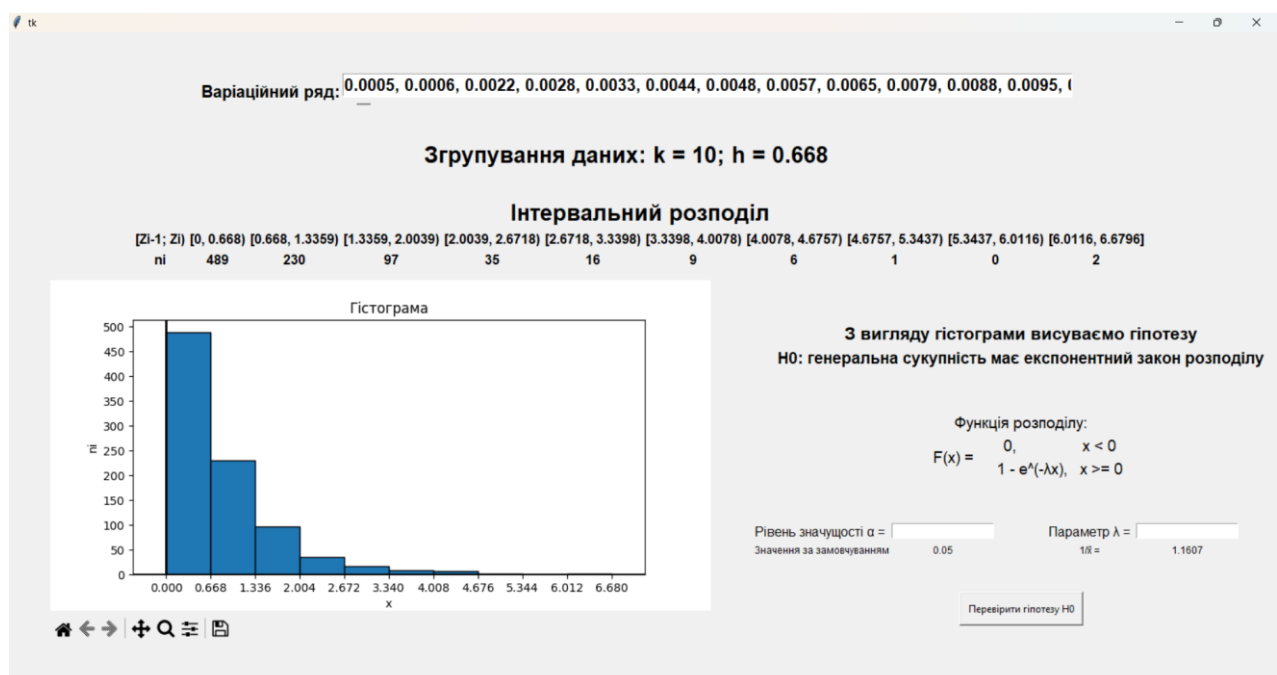 tk
Варіаційний ряд: 0.0005, 0.0006, 0.0022, 0.0028, 0.0033, 0.0044, 0.0048, 0.0057, 0.0065, 0.0079, 0.0088, 0.0095,
Згрупування даних: k = 10; h = 0.668
Інтервальний розподіл
[Zi-1; Zi) [0, 0.668) [0.668, 1.3359) [1.3359, 2.0039) [2.0039, 2.6718) [2.6718, 3.3398) [3.3398, 4.0078) [4.0078, 4.6757) [4.6757, 5.3437) [5.3437, 6.0116) [6.0116, 6.6796]
ni 489 230 97 35 16 9 6 1 0 2
Гістограма
500
450
400
350
300
250
200
150
100
50
0
ni
0.000 0.668 1.336 2.004 2.672 3.340 4.008 4.676 5.344 6.012 6.680
x
З вигляду гістограми висуваємо гіпотезу
H0: генеральна сукупність має експонентний закон розподілу
Функція розподілу:
F(x) =
0, x < 0
1 - e^(-λx), x >= 0
Рівень значущості α = Параметр λ =
Значення за замовчуванням 0.05 1/x̄ = 1.1607
Перевірити гіпотезу H0